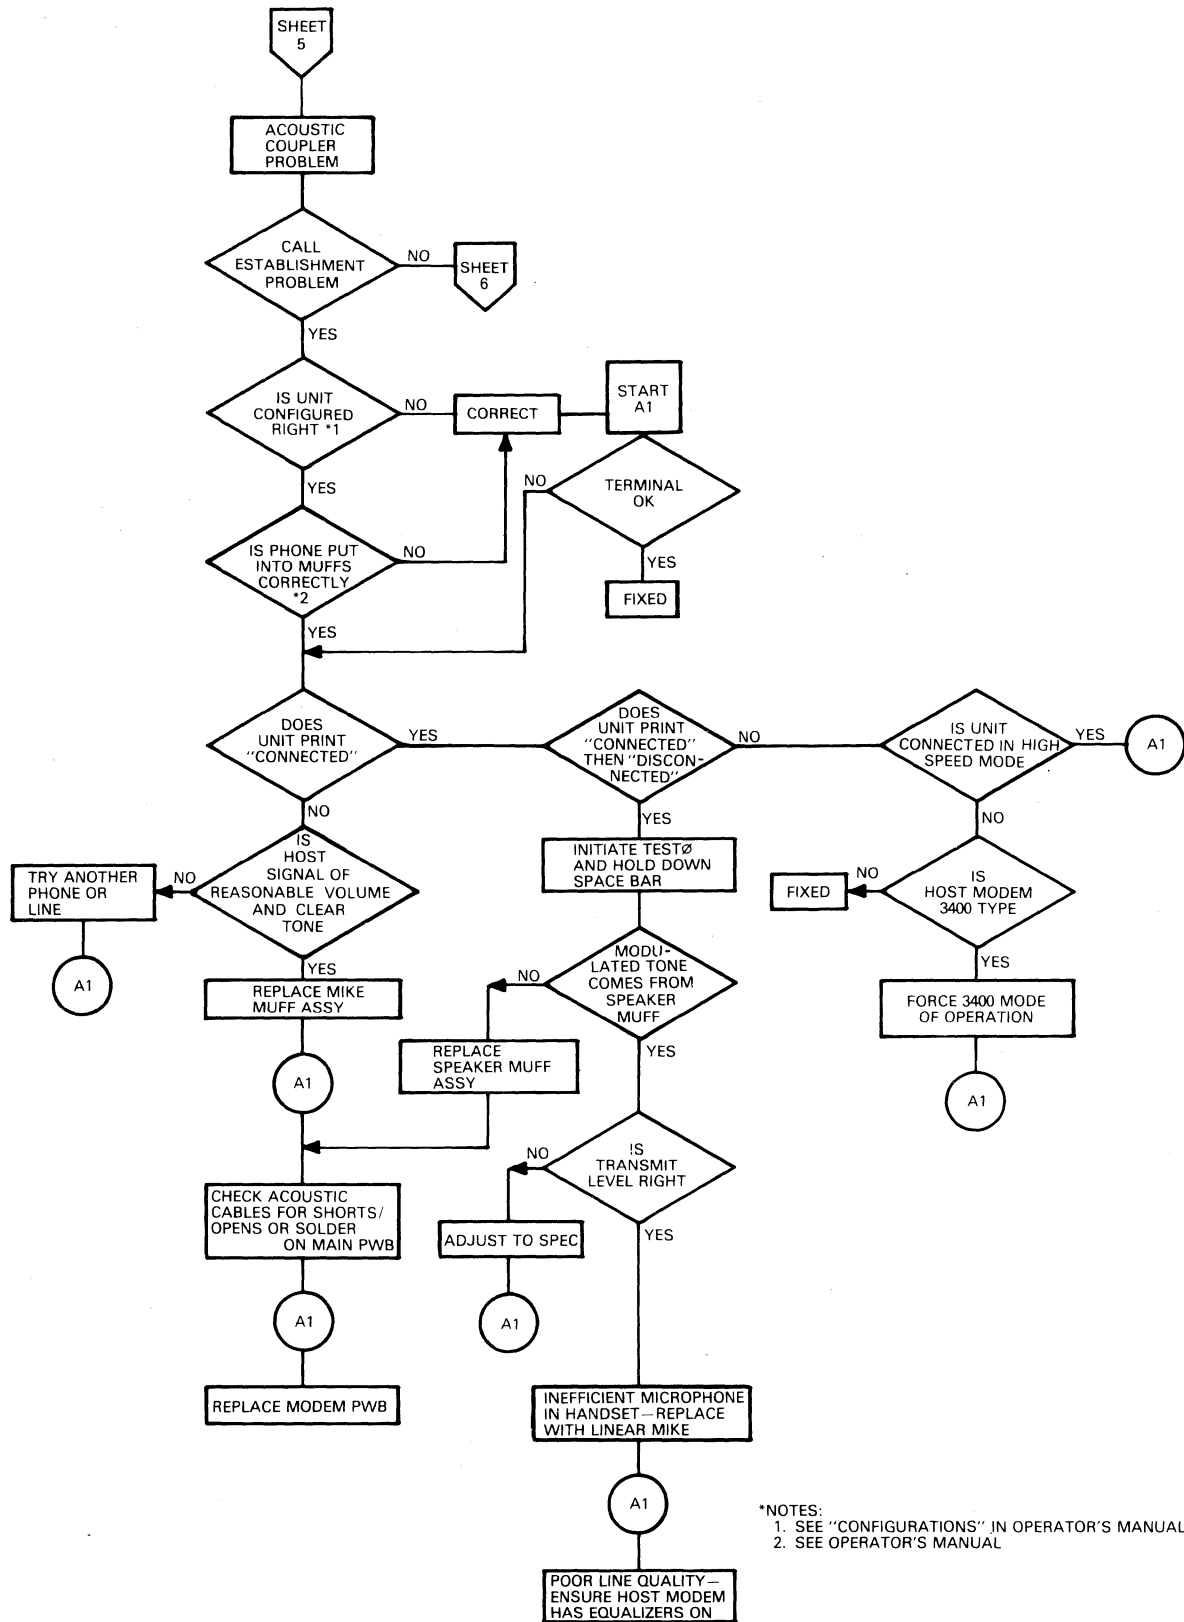 SHEET
5
ACOUSTIC
COUPLER
PROBLEM
CALL
ESTABLISHMENT
PROBLEM
NO
SHEET
6
YES
IS UNIT
CONFIGURED
RIGHT *1
NO
CORRECT
START
A1
YES
NO
TERMINAL
OK
IS PHONE PUT
INTO MUFFS
CORRECTLY
*2
NO
YES
FIXED
YES
DOES
UNIT PRINT
"CONNECTED"
YES
DOES
UNIT PRINT
"CONNECTED"
THEN "DISCON-
NECTED"
NO
IS UNIT
CONNECTED IN HIGH
SPEED MODE
YES
A1
NO
YES
NO
IS
HOST
SIGNAL OF
REASONABLE VOLUME
AND CLEAR
TONE
NO
TRY ANOTHER
PHONE OR
LINE
A1
YES
REPLACE MIKE
MUFF ASSY
A1
INITIATE TESTØ
AND HOLD DOWN
SPACE BAR
FIXED
NO
IS
HOST MODEM
3400 TYPE
YES
FORCE 3400 MODE
OF OPERATION
A1
MODU-
LATED TONE
COMES FROM
SPEAKER
MUFF
NO
REPLACE
SPEAKER MUFF
ASSY
YES
IS
TRANSMIT
LEVEL RIGHT
NO
ADJUST TO SPEC
A1
YES
CHECK ACOUSTIC
CABLES FOR SHORTS/
OPENS OR SOLDER
ON MAIN PWB
A1
REPLACE MODEM PWB
INEFFICIENT MICROPHONE
IN HANDSET—REPLACE
WITH LINEAR MIKE
A1
POOR LINE QUALITY—
ENSURE HOST MODEM
HAS EQUALIZERS ON
*NOTES:
1. SEE "CONFIGURATIONS" IN OPERATOR'S MANUAL
2. SEE OPERATOR'S MANUAL